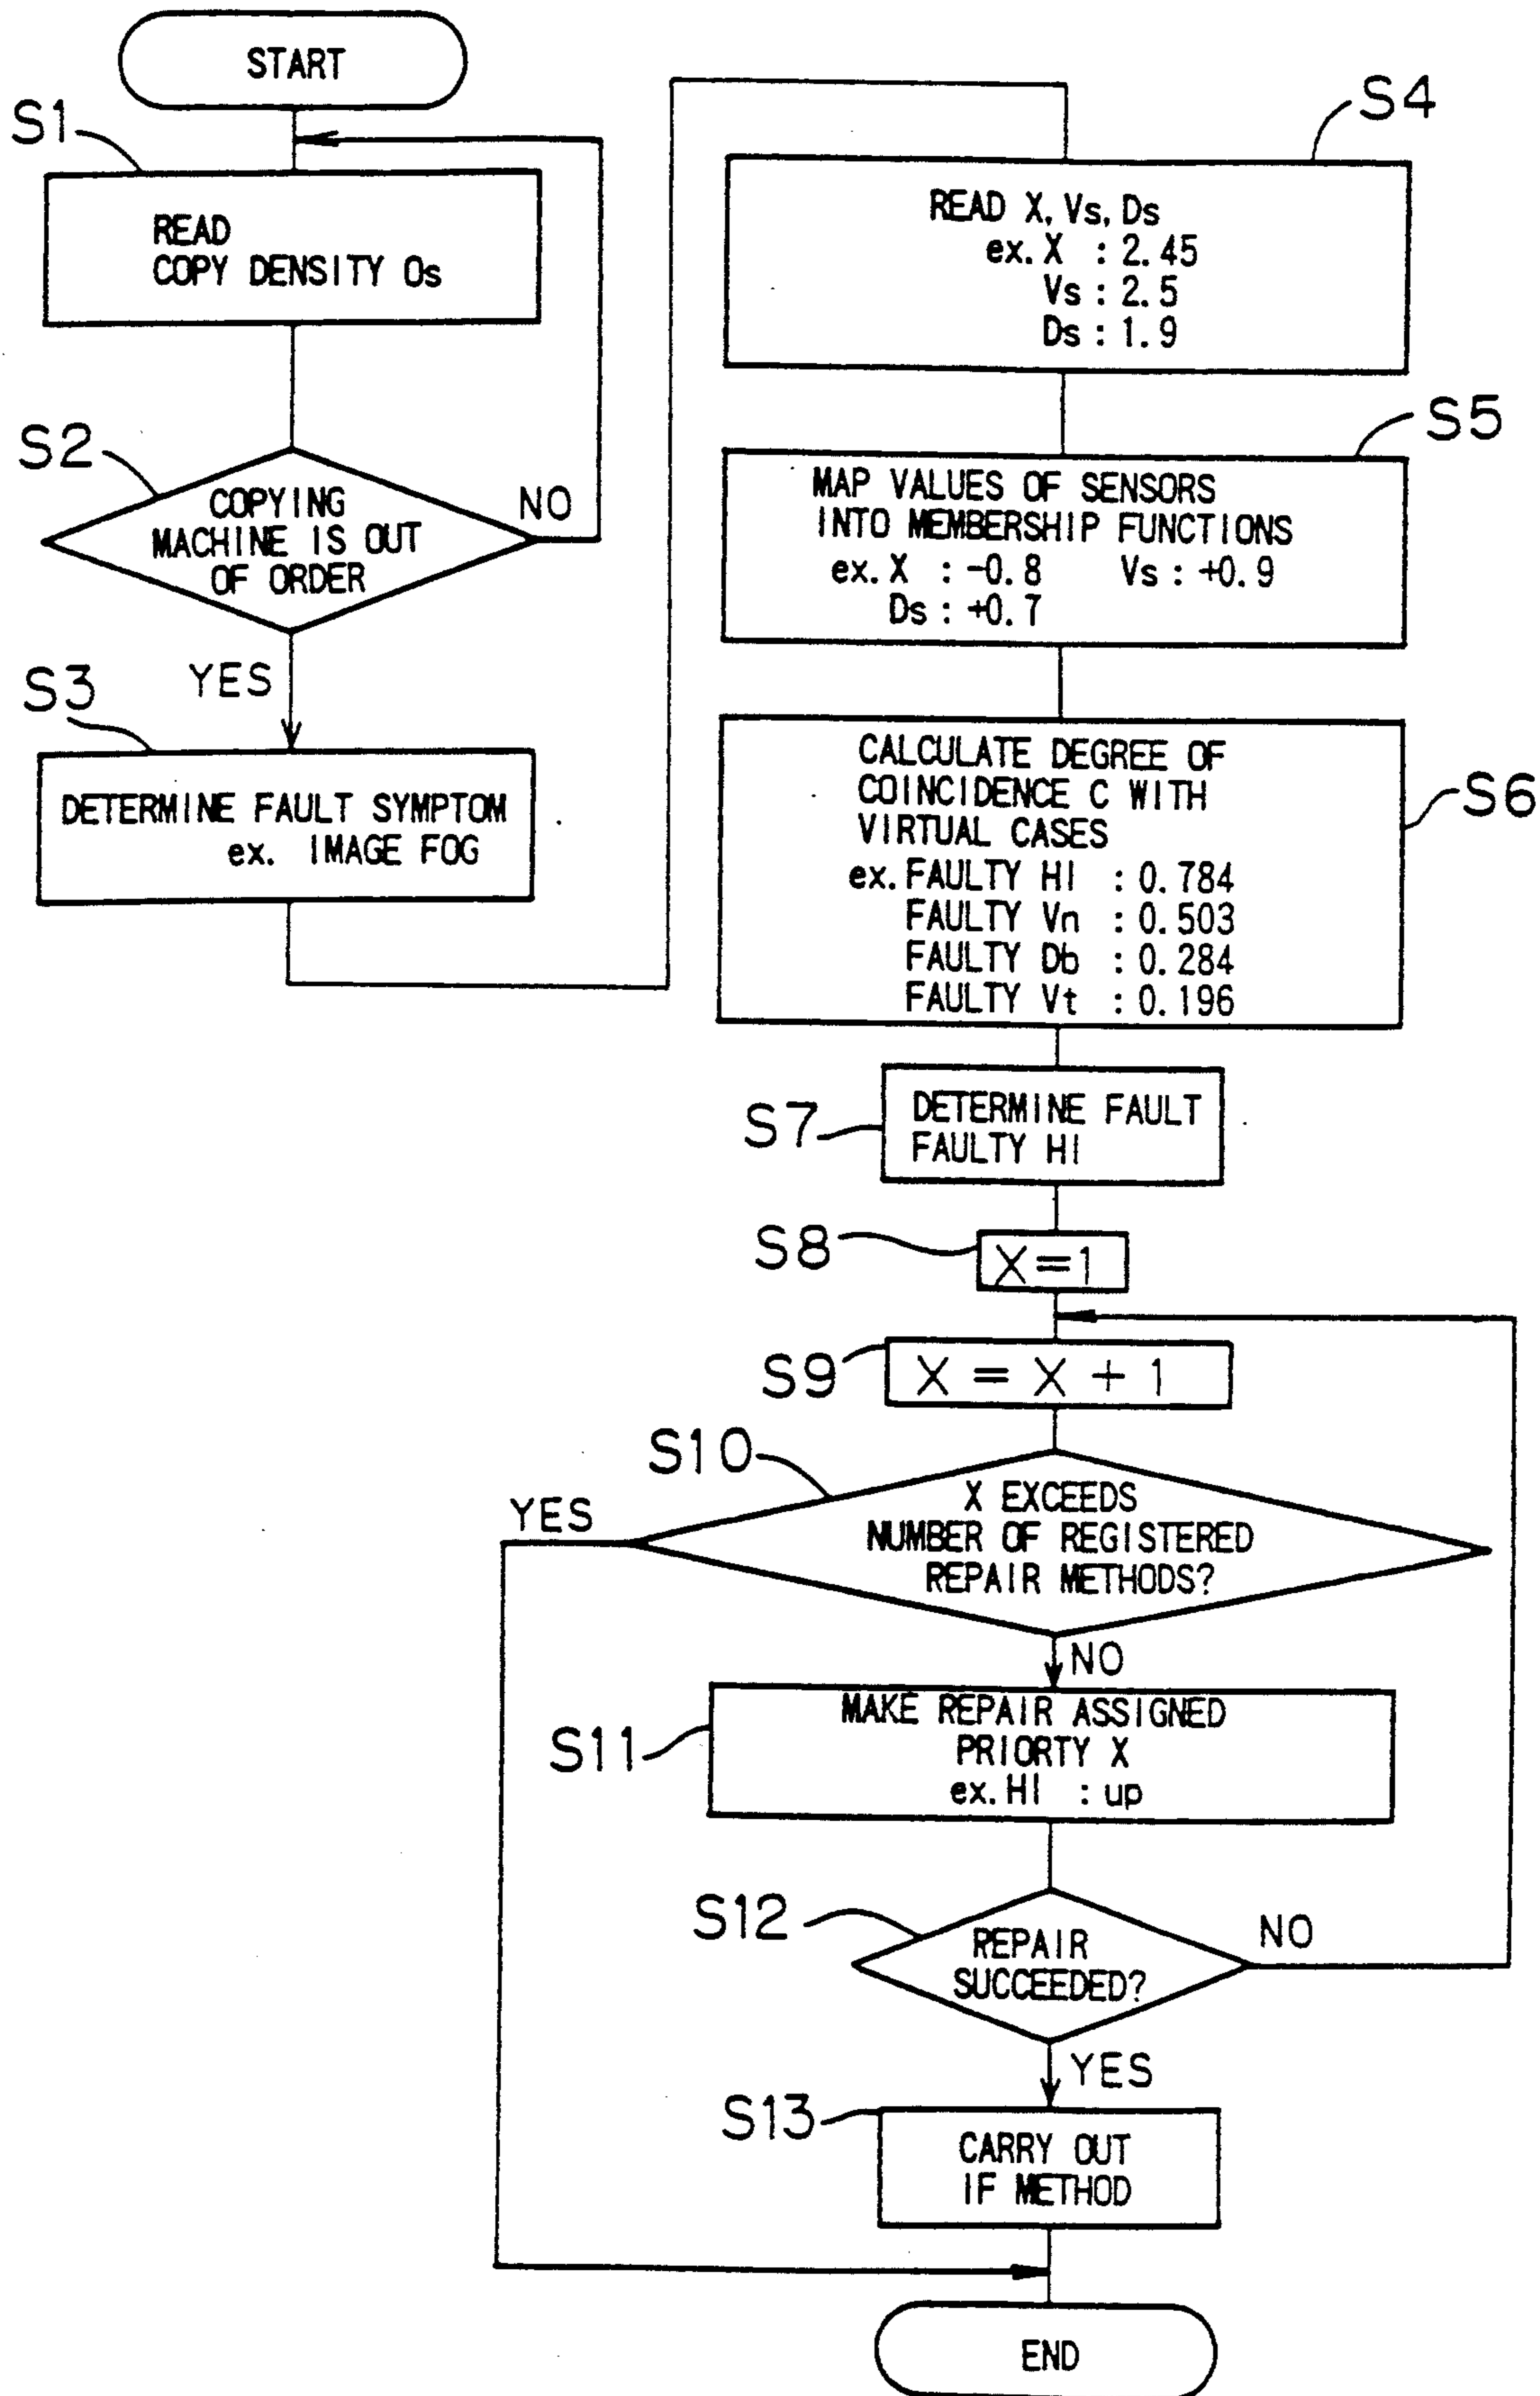 START
S1
READ
COPY DENSITY Os
S2
COPYING
MACHINE IS OUT
OF ORDER
NO
YES
S3
DETERMINE FAULT SYMPTOM
ex. IMAGE FOG
S4
READ X, Vs, Ds
ex. X : 2.45
Vs : 2.5
Ds : 1.9
S5
MAP VALUES OF SENSORS
INTO MEMBERSHIP FUNCTIONS
ex. X : -0.8 Vs : +0.9
Ds : +0.7
S6
CALCULATE DEGREE OF
COINCIDENCE C WITH
VIRTUAL CASES
ex. FAULTY Hl : 0.784
FAULTY Vn : 0.503
FAULTY Db : 0.284
FAULTY Vt : 0.196
S7
DETERMINE FAULT
FAULTY Hl
S8
X=1
S9
X = X + 1
S10
X EXCEEDS
NUMBER OF REGISTERED
REPAIR METHODS?
YES
NO
S11
MAKE REPAIR ASSIGNED
PRIORTY X
ex. Hl : up
S12
REPAIR
SUCCEEDED?
NO
YES
S13
CARRY OUT
IF METHOD
END